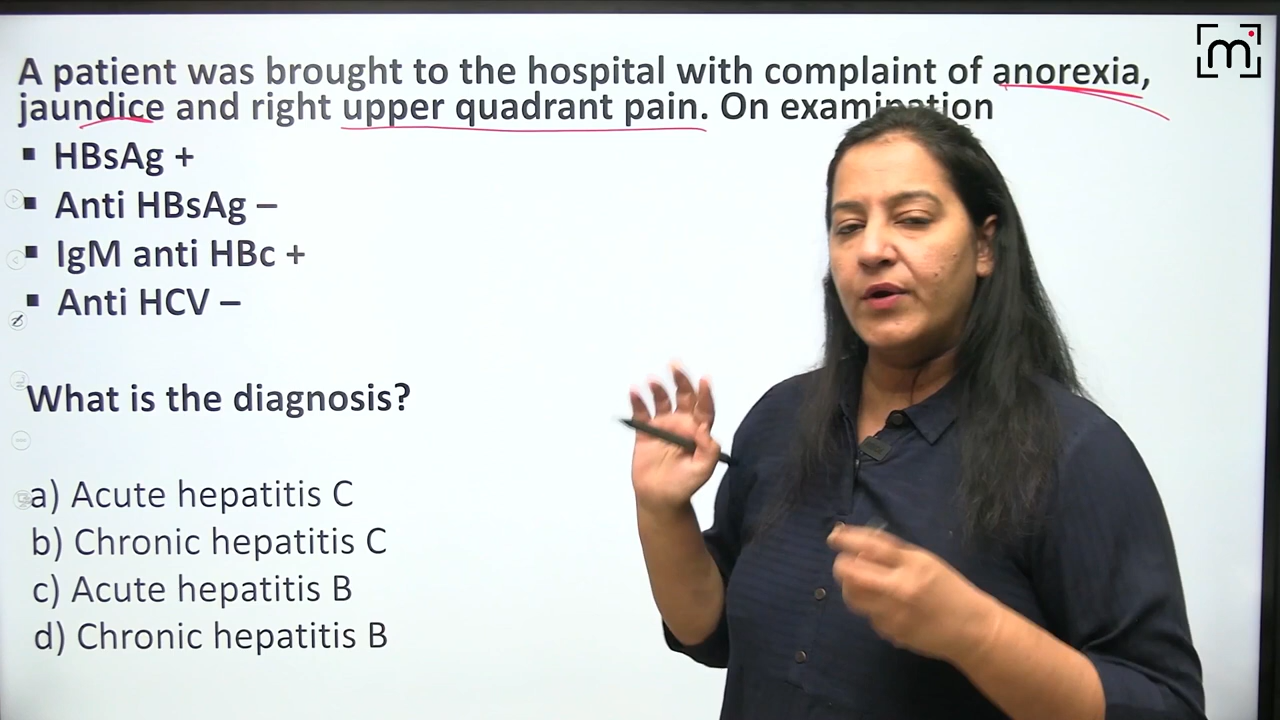 A patient was brought to the hospital with complaint of anorexia,
jaundice and right upper quadrant pain. On examination
▪ HBsAg +
▪ Anti HBsAg –
▪ IgM anti HBc +
▪ Anti HCV –
What is the diagnosis?
a) Acute hepatitis C
b) Chronic hepatitis C
c) Acute hepatitis B
d) Chronic hepatitis B
m